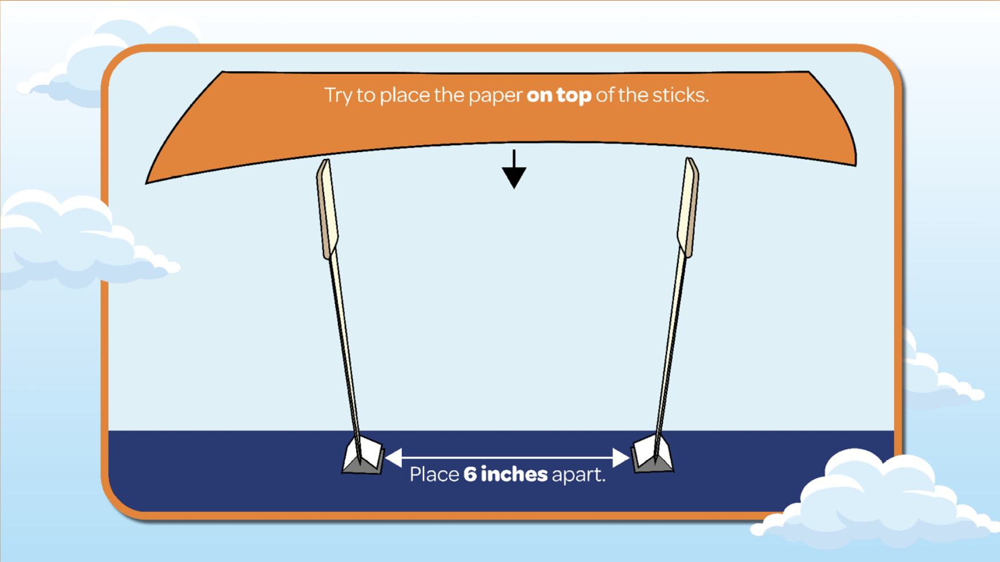 Try to place the paper on top of the sticks.
Place 6 inches apart.